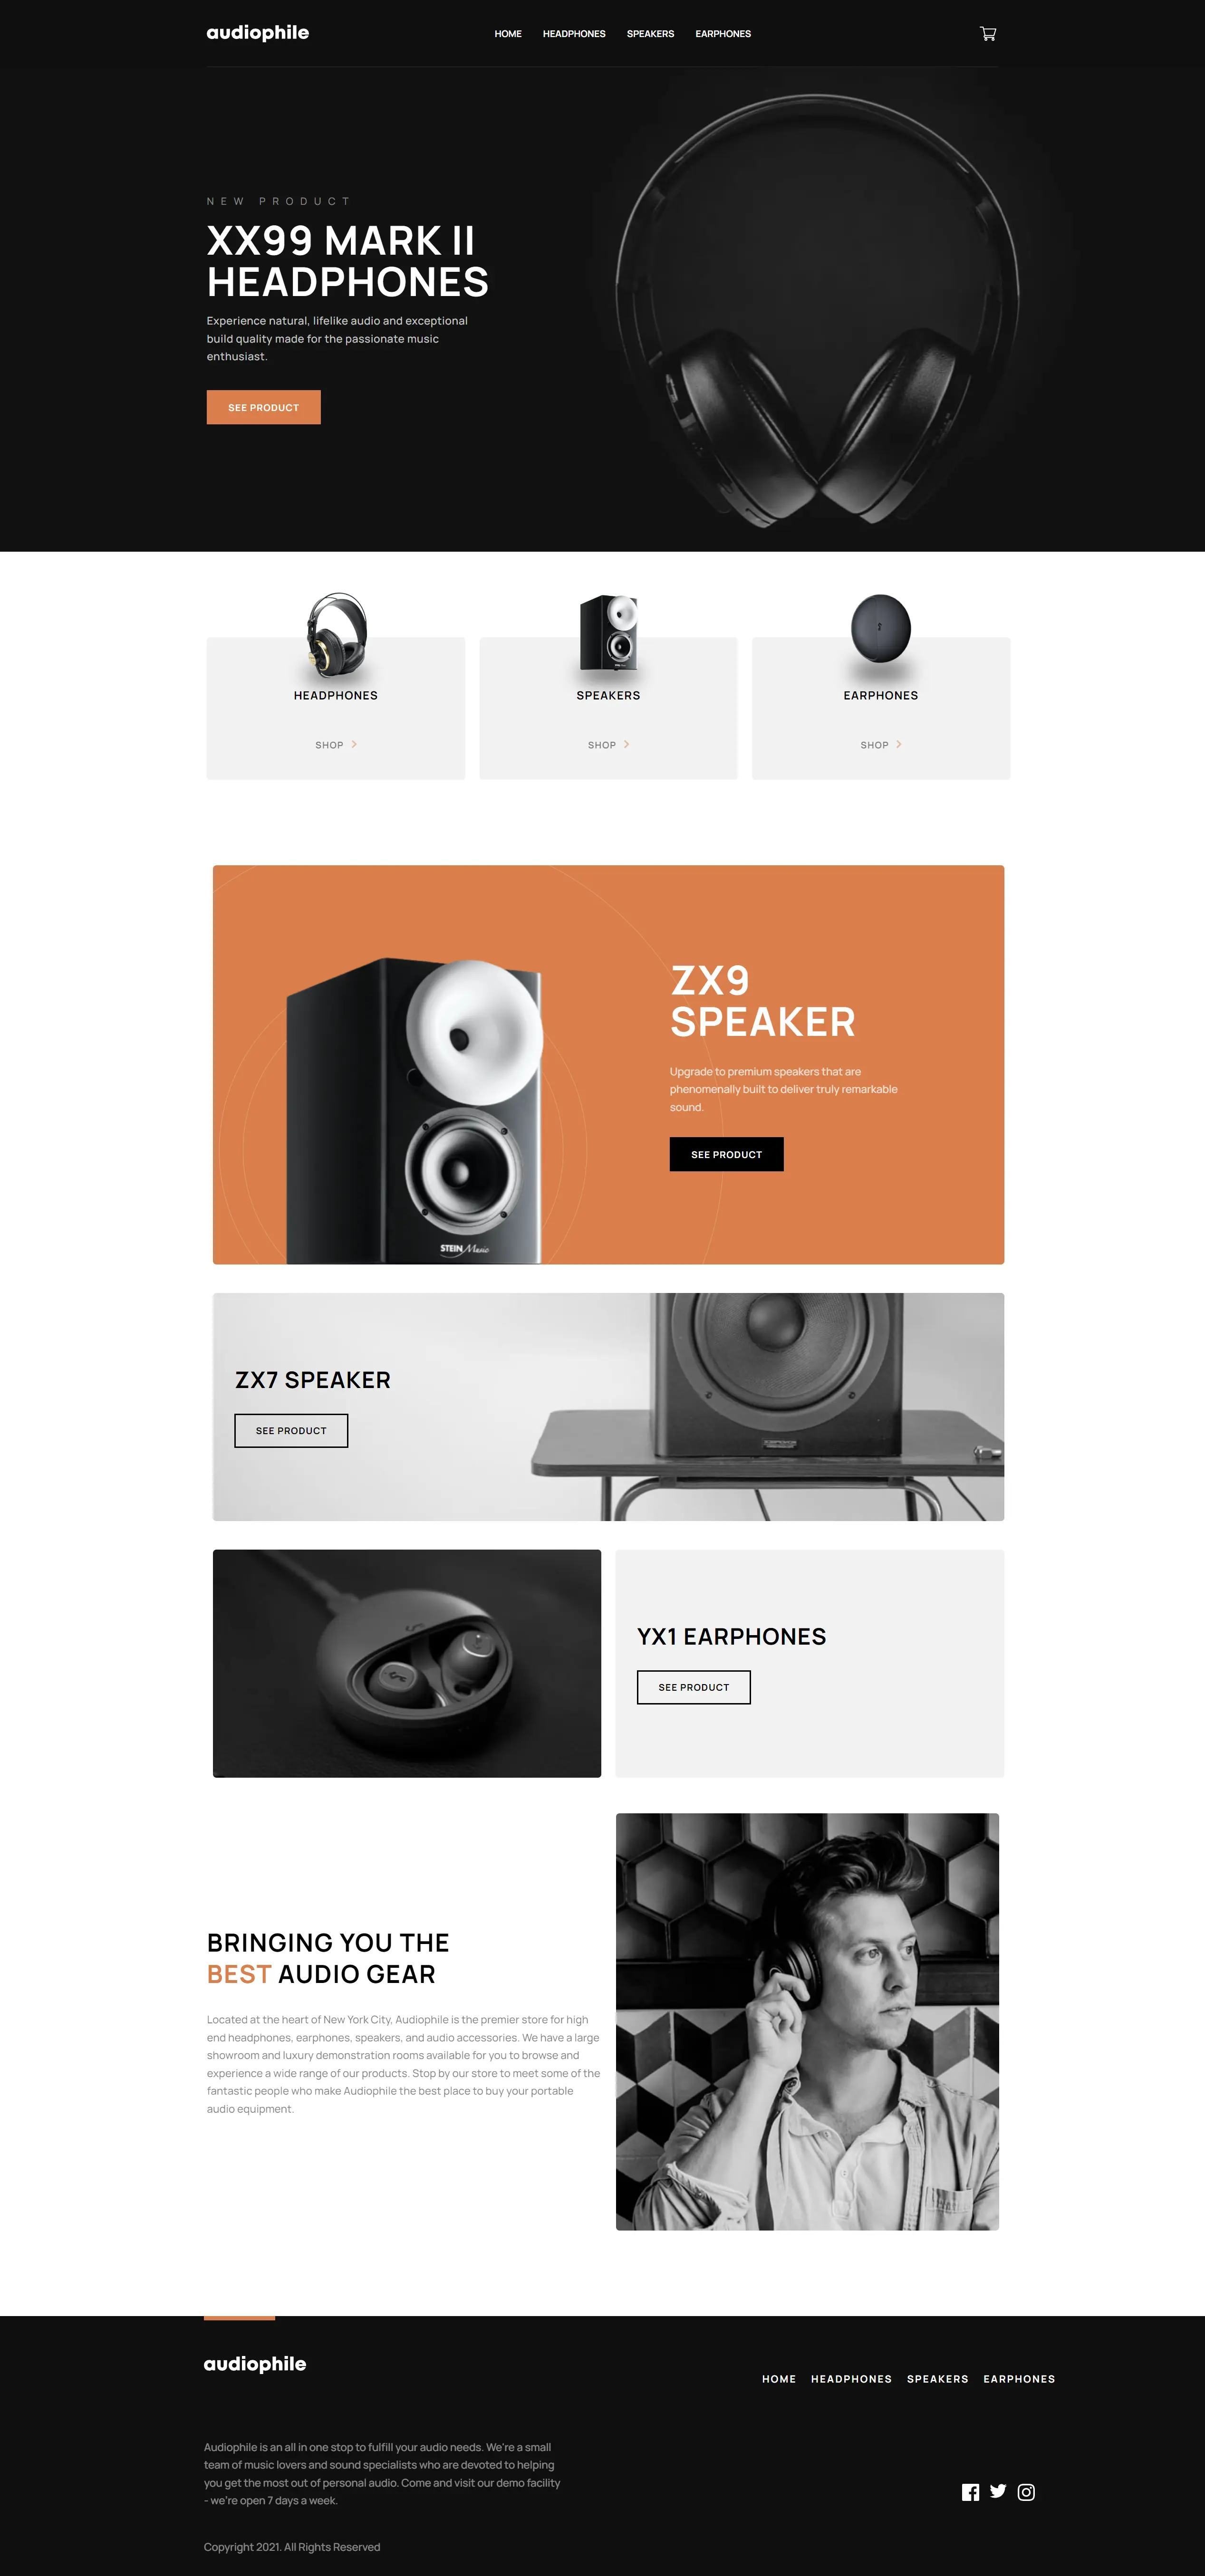 audiophile
HOME HEADPHONES SPEAKERS EARPHONES
NEW PRODUCT
XX99 MARK II
HEADPHONES
Experience natural, lifelike audio and exceptional
build quality made for the passionate music
enthusiast.
SEE PRODUCT
HEADPHONES
SHOP
SPEAKERS
SHOP
EARPHONES
SHOP
ZX9
SPEAKER
Upgrade to premium speakers that are
phenomenally built to deliver truly remarkable
sound.
SEE PRODUCT
STEIN Music
ZX7 SPEAKER
SEE PRODUCT
YX1 EARPHONES
SEE PRODUCT
BRINGING YOU THE
BEST AUDIO GEAR
Located at the heart of New York City, Audiophile is the premier store for high
end headphones, earphones, speakers, and audio accessories. We have a large
showroom and luxury demonstration rooms available for you to browse and
experience a wide range of our products. Stop by our store to meet some of the
fantastic people who make Audiophile the best place to buy your portable
audio equipment.
audiophile
HOME HEADPHONES SPEAKERS EARPHONES
Audiophile is an all in one stop to fulfill your audio needs. We're a small
team of music lovers and sound specialists who are devoted to helping
you get the most out of personal audio. Come and visit our demo facility
- we're open 7 days a week.
Copyright 2021. All Rights Reserved